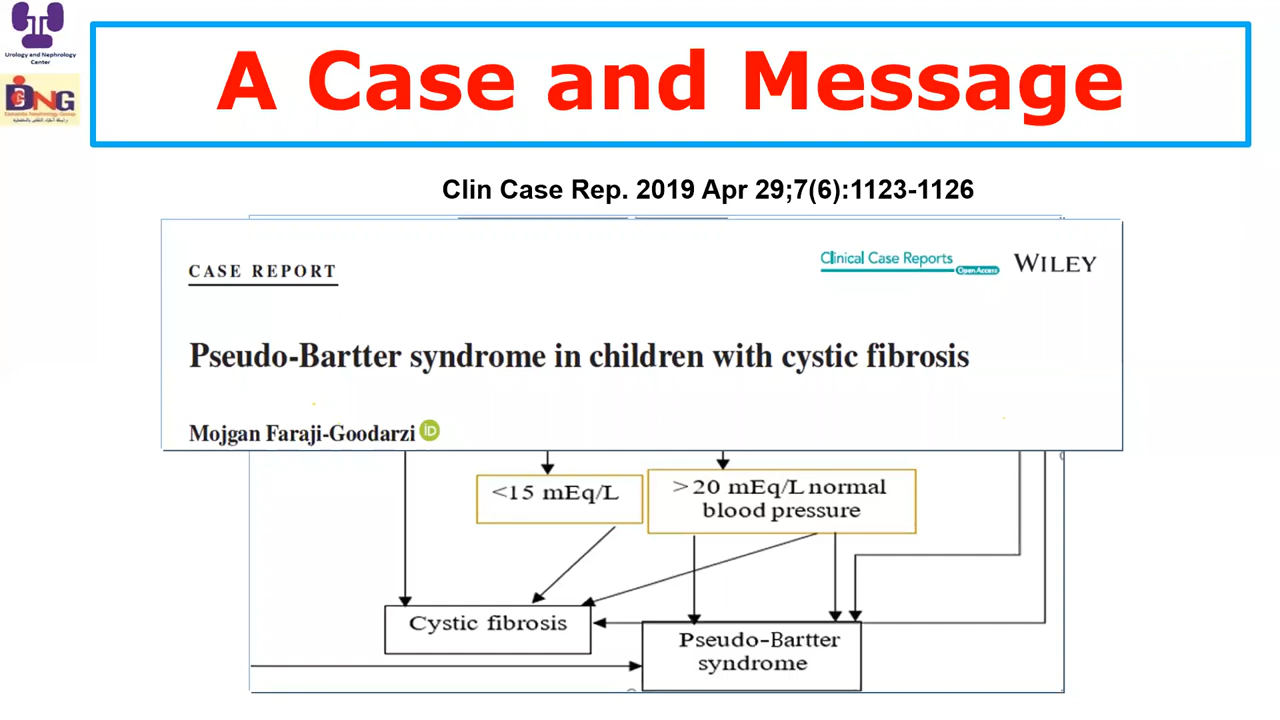 Urology and Nephrology
Center
A Case and Message
DNG
Clin Case Rep. 2019 Apr 29;7(6):1123-1126
CASE REPORT
Clinical Case Reports
Open Access
WILEY
Pseudo-Bartter syndrome in children with cystic fibrosis
Mojgan Faraji-Goodarzi iD
<15 mEq/L
>20 mEq/L normal
blood pressure
Cystic fibrosis
Pseudo-Bartter
syndrome